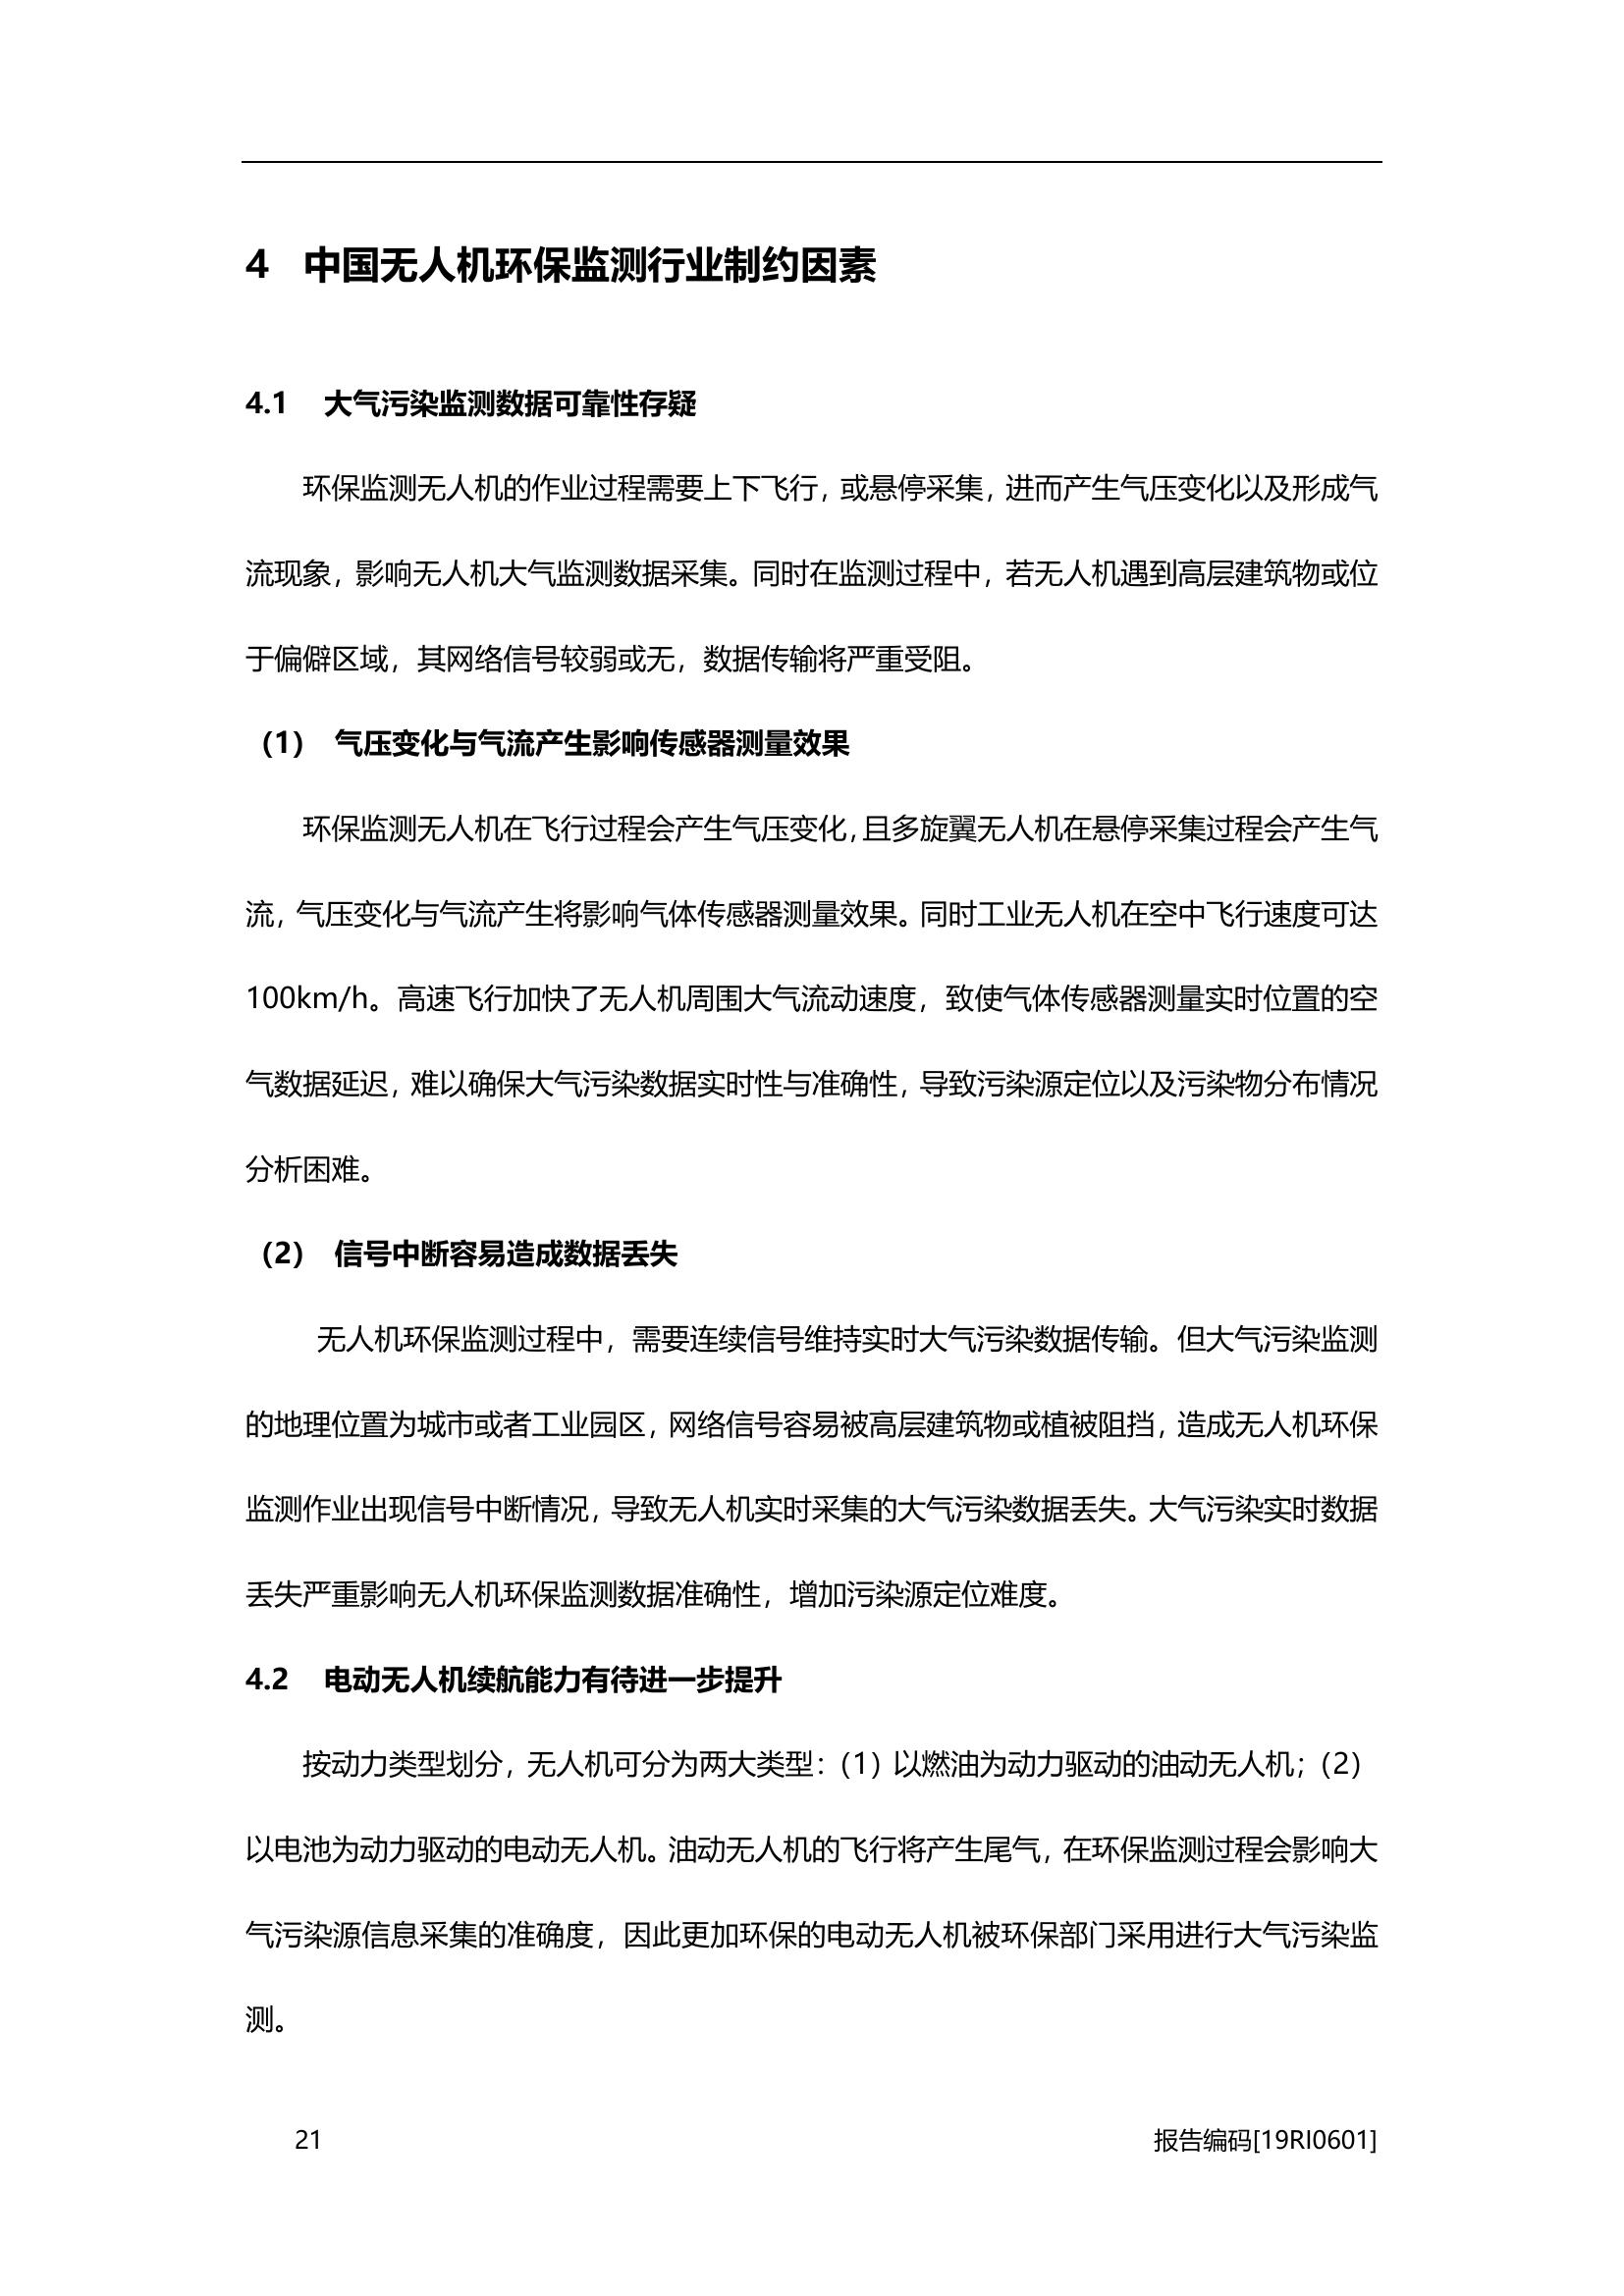 4 中国无人机环保监测行业制约因素
4.1 大气污染监测数据可靠性存疑
环保监测无人机的作业过程需要上下飞行，或悬停采集，进而产生气压变化以及形成气
流现象，影响无人机大气监测数据采集。同时在监测过程中，若无人机遇到高层建筑物或位
于偏僻区域，其网络信号较弱或无，数据传输将严重受阻。
（1） 气压变化与气流产生影响传感器测量效果
环保监测无人机在飞行过程会产生气压变化，且多旋翼无人机在悬停采集过程会产生气
流，气压变化与气流产生将影响气体传感器测量效果。同时工业无人机在空中飞行速度可达
100km/h。高速飞行加快了无人机周围大气流动速度，致使气体传感器测量实时位置的空
气数据延迟，难以确保大气污染数据实时性与准确性，导致污染源定位以及污染物分布情况
分析困难。
（2） 信号中断容易造成数据丢失
无人机环保监测过程中，需要连续信号维持实时大气污染数据传输。但大气污染监测
的地理位置为城市或者工业园区，网络信号容易被高层建筑物或植被阻挡，造成无人机环保
监测作业出现信号中断情况，导致无人机实时采集的大气污染数据丢失。大气污染实时数据
丢失严重影响无人机环保监测数据准确性，增加污染源定位难度。
4.2 电动无人机续航能力有待进一步提升
按动力类型划分，无人机可分为两大类型：（1）以燃油为动力驱动的油动无人机；（2）
以电池为动力驱动的电动无人机。油动无人机的飞行将产生尾气，在环保监测过程会影响大
气污染源信息采集的准确度，因此更加环保的电动无人机被环保部门采用进行大气污染监
测。
21 报告编码[19RI0601]